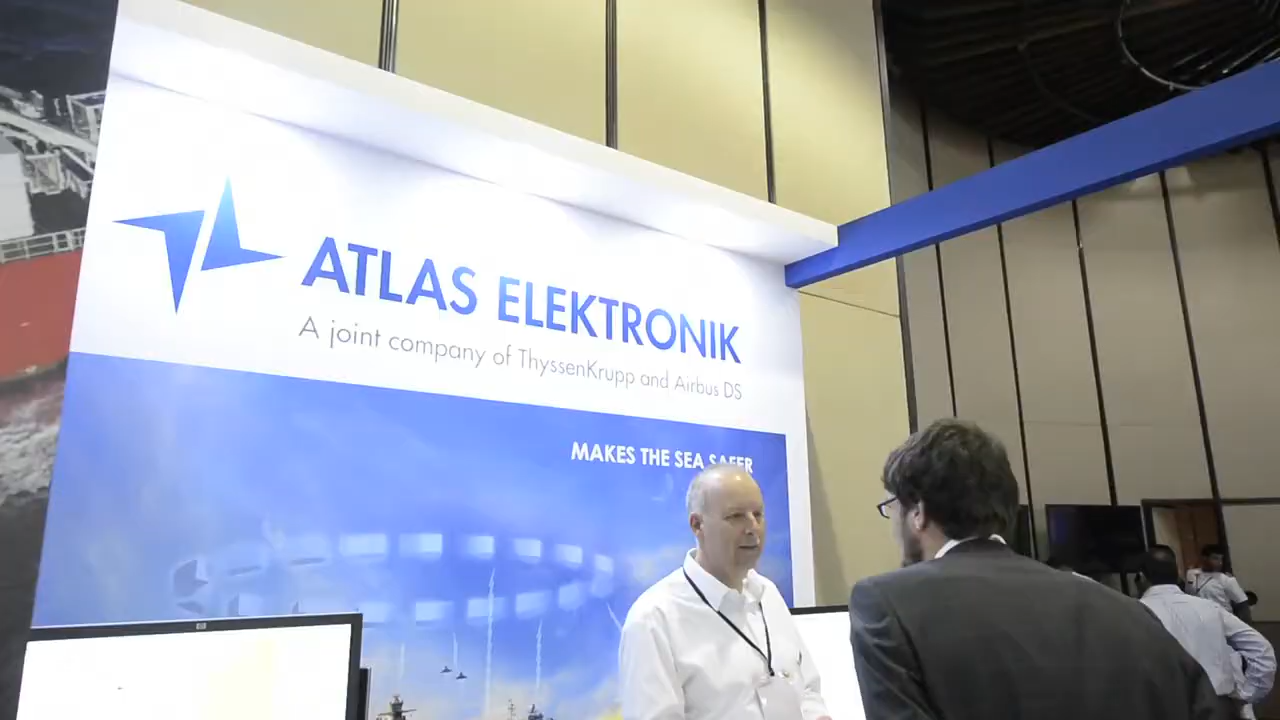 ATLAS ELEKTRONIK
A joint company of ThyssenKrupp and Airbus DS
MAKES THE SEA SAFER